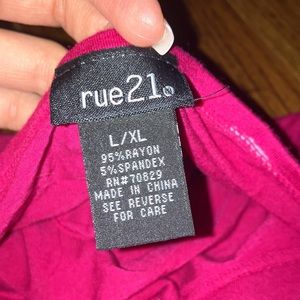 rue21.
L/XL
95%RAYON
5%SPANDEX
RN#70829
MADE IN CHINA
SEE REVERSE
FOR CARE